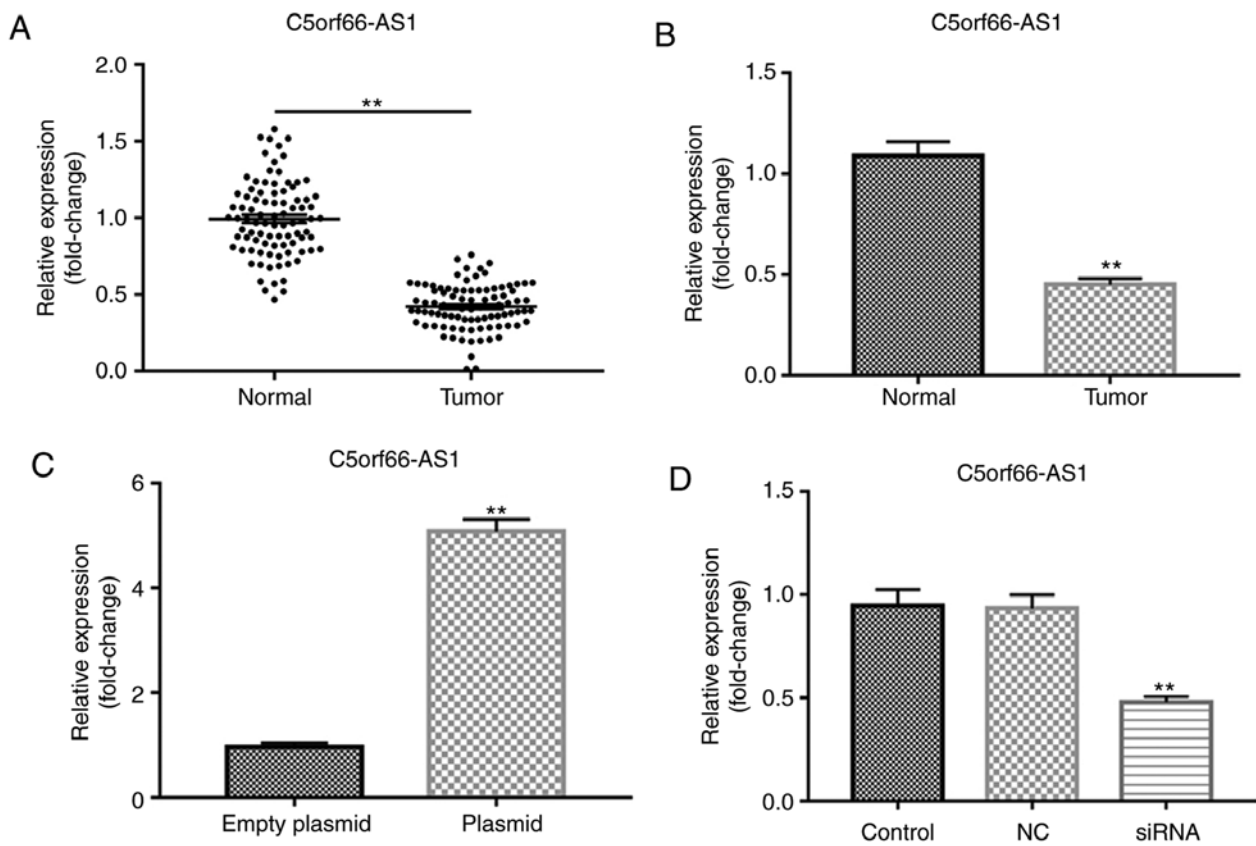 A
C5orf66-AS1
Relative expression
(fold-change)
2.0
1.5
1.0
0.5
0.0
**
Normal
Tumor
B
C5orf66-AS1
Relative expression
(fold-change)
1.5
1.0
0.5
0.0
**
Normal
Tumor
C
C5orf66-AS1
Relative expression
(fold-change)
6
4
2
0
**
Empty plasmid
Plasmid
D
C5orf66-AS1
Relative expression
(fold-change)
1.5
1.0
0.5
0.0
**
Control
NC
siRNA